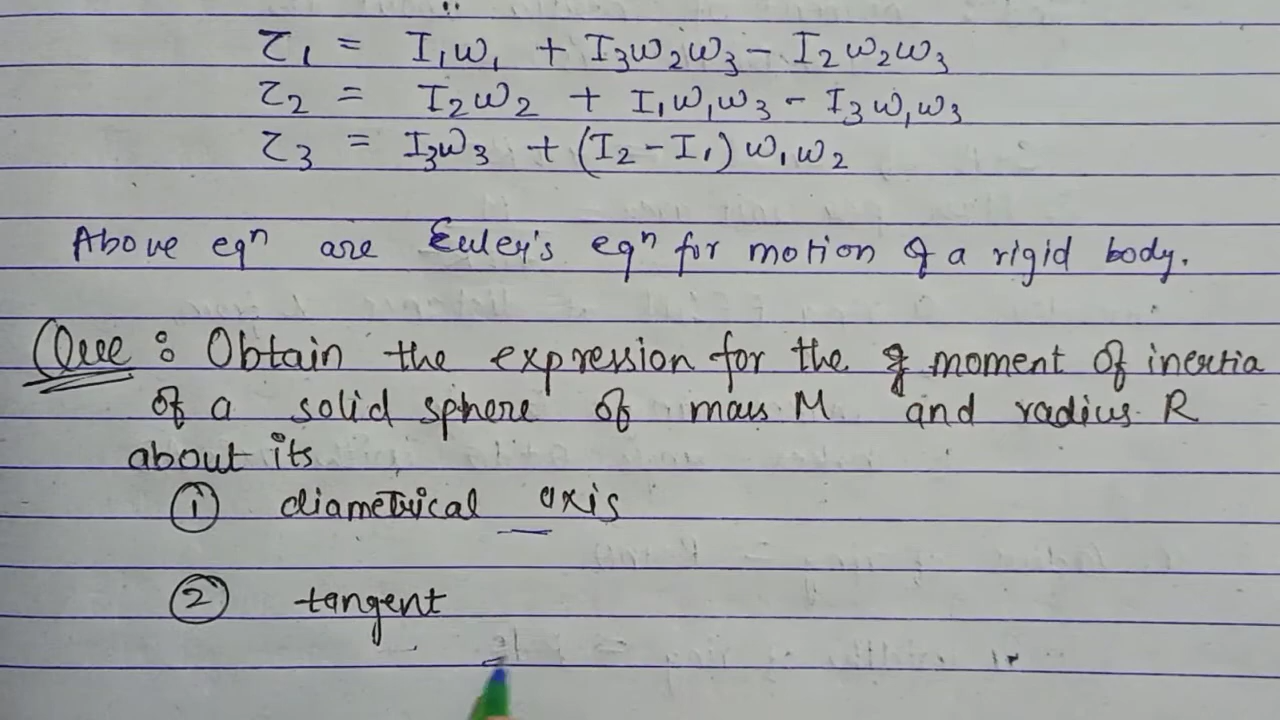 τ₁ = I₁ω₁ + I₃ω₂ω₃ - I₂ω₂ω₃
τ₂ = I₂ω₂ + I₁ω₁ω₃ - I₃ω₁ω₃
τ₃ = I₃ω₃ + (I₂-I₁) ω₁ω₂
Above eqⁿ are Euler's eqⁿ for motion of a rigid body.
Que : Obtain the expression for the moment of inertia
of a solid sphere of mass M and radius R
about its
① diametrical axis
② tangent